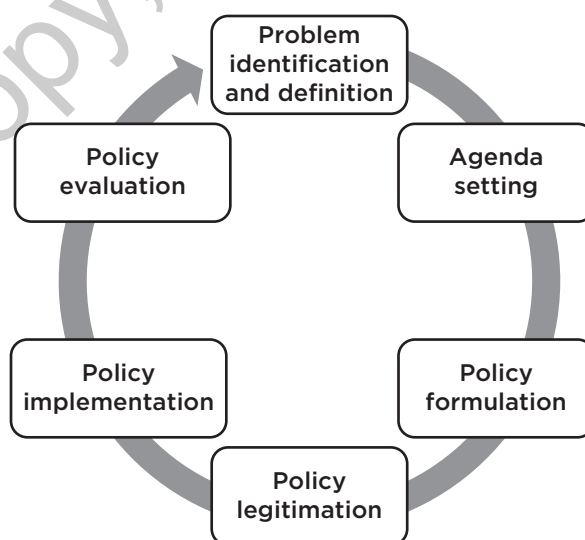 Problem
identification
and definition
Agenda
setting
Policy
formulation
Policy
legitimation
Policy
implementation
Policy
evaluation